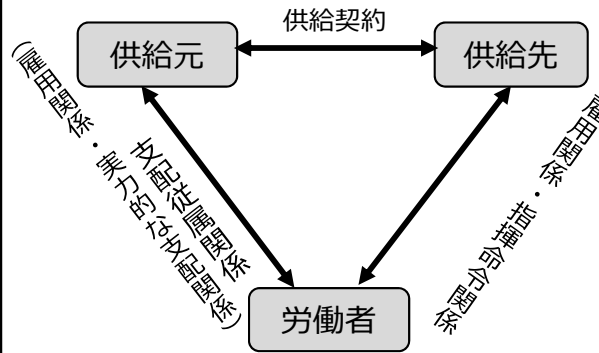 供給契約
供給元
供給先
支配従属関係
（雇用関係・実力的な支配関係）
雇用関係・指揮命令関係
労働者